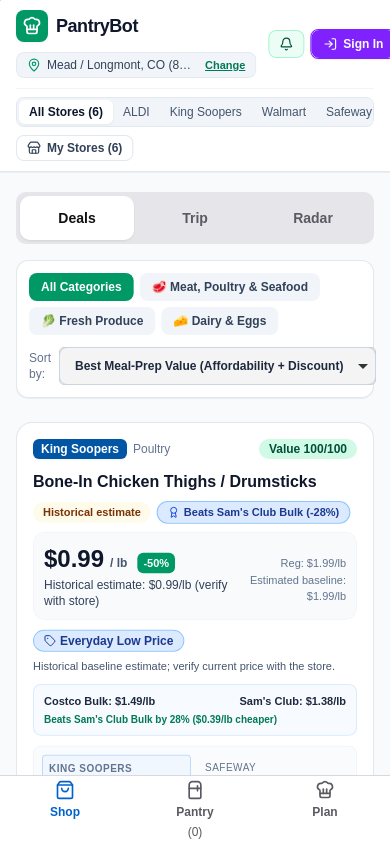 PantryBot
Mead / Longmont, CO (8… Change
Sign In
All Stores (6) ALDI King Soopers Walmart Safeway
My Stores (6)
Deals Trip Radar
All Categories 🥩 Meat, Poultry & Seafood
🥬 Fresh Produce 🧀 Dairy & Eggs
Sort by: Best Meal-Prep Value (Affordability + Discount)
King Soopers Poultry Value 100/100
Bone-In Chicken Thighs / Drumsticks
Historical estimate Beats Sam's Club Bulk (-28%)
$0.99 / lb -50%
Historical estimate: $0.99/lb (verify
with store)
Reg: $1.99/lb
Estimated baseline:
$1.99/lb
Everyday Low Price
Historical baseline estimate; verify current price with the store.
Costco Bulk: $1.49/lb Sam's Club: $1.38/lb
Beats Sam's Club Bulk by 28% ($0.39/lb cheaper)
KING SOOPERS SAFEWAY
Shop Pantry Plan
(0)